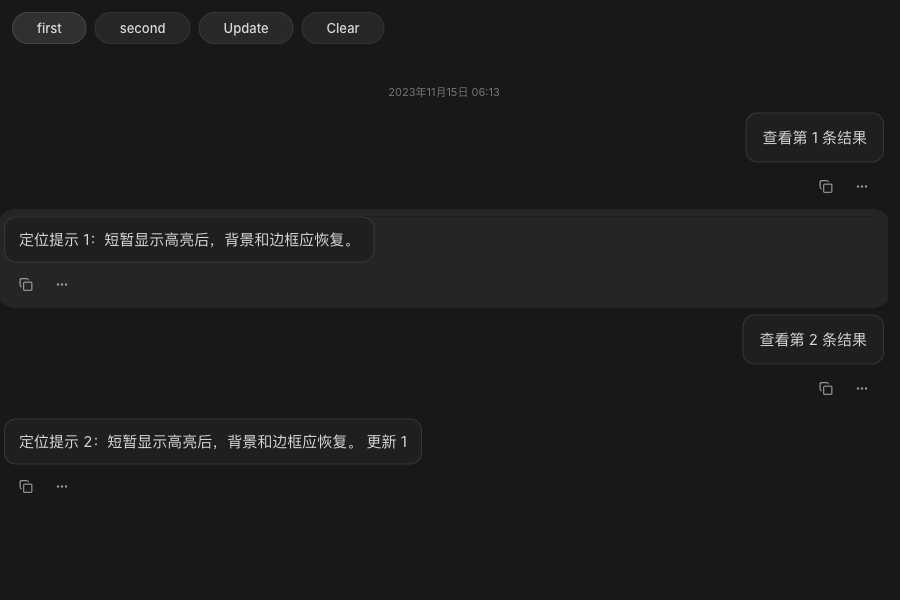 first
second
Update
Clear
2023年11月15日 06:13
查看第 1 条结果
定位提示 1：短暂显示高亮后，背景和边框应恢复。
查看第 2 条结果
定位提示 2：短暂显示高亮后，背景和边框应恢复。 更新 1